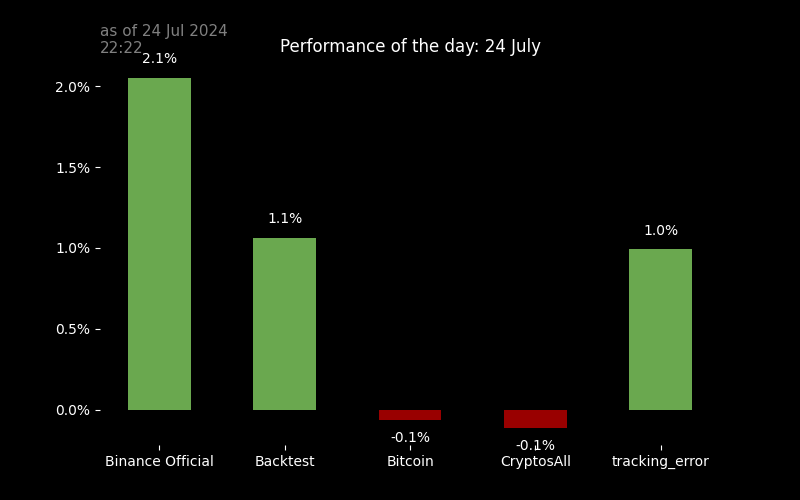 as of 24 Jul 2024
22:22
Performance of the day: 24 July
2.1%
2.0%
1.5%
1.1%
1.0%
1.0%
0.5%
0.0%
-0.1%
-0.1%
Binance Official
Backtest
Bitcoin
CryptosAll
tracking_error